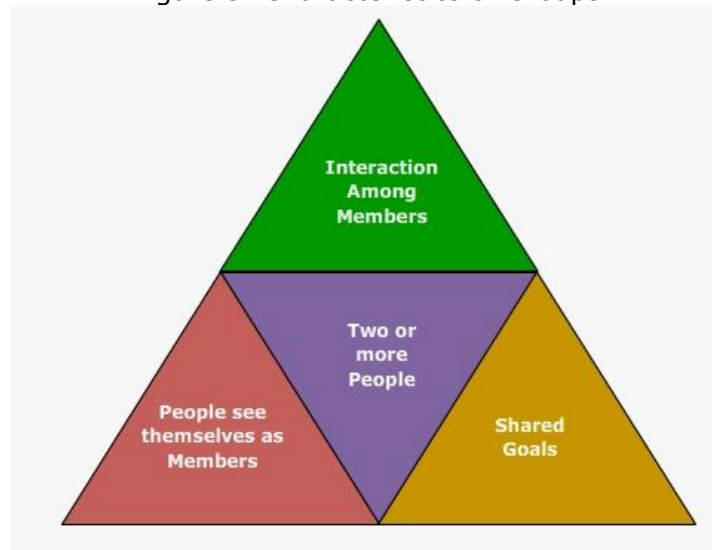 Interaction
Among
Members
Two or
more
People
People see
themselves as
Members
Shared
Goals